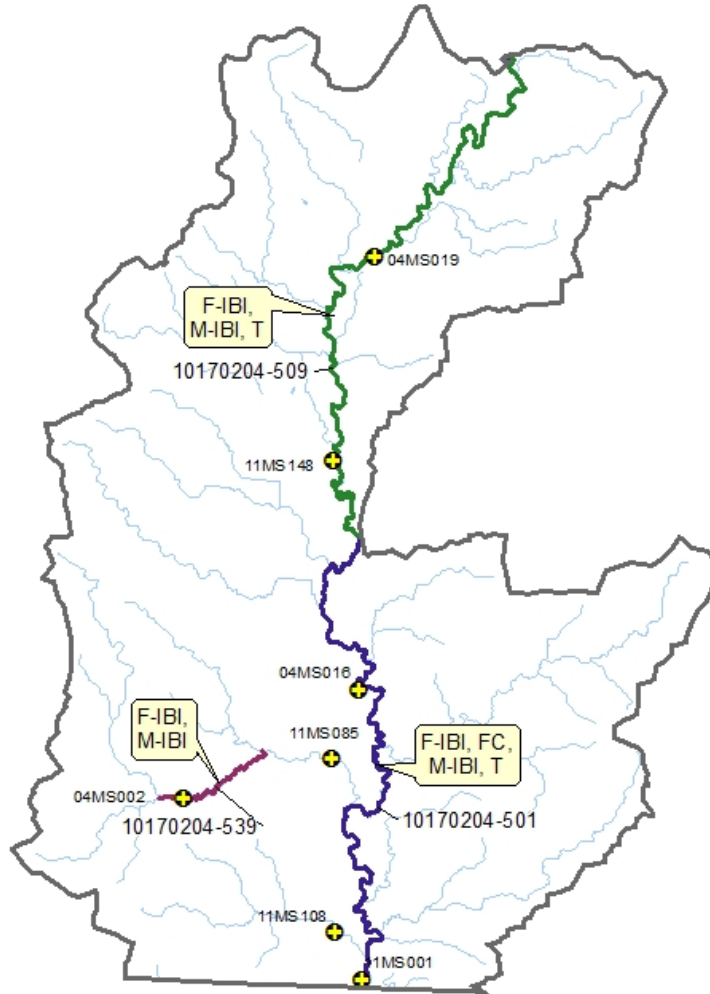 04MS019
F-IBI,
M-IBI, T
10170204-509
11MS148
04MS016
F-IBI,
M-IBI
11MS085
F-IBI, FC,
M-IBI, T
04MS002
10170204-539
10170204-501
11MS108
1MS001